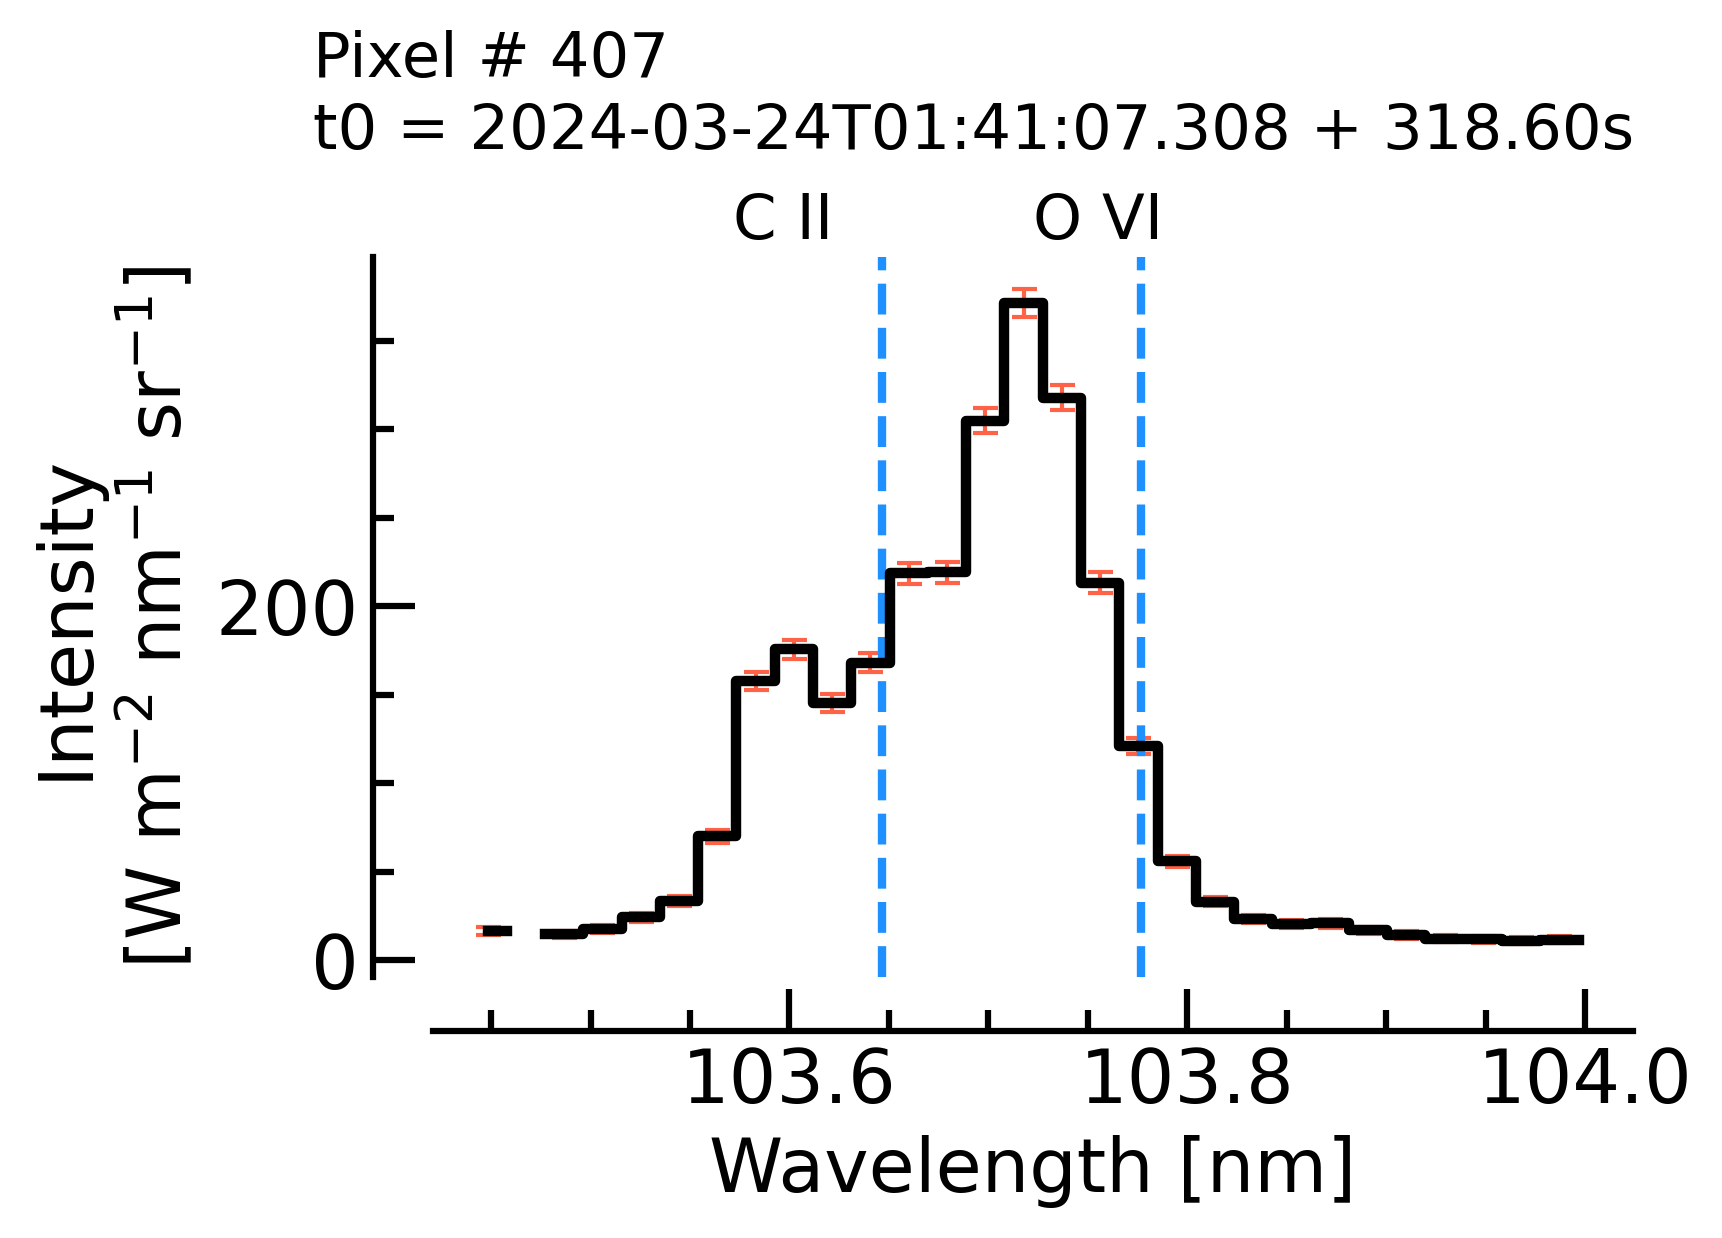 Pixel # 407
t0 = 2024-03-24T01:41:07.308 + 318.60s
C II O VI
Intensity
[W m⁻² nm⁻¹ sr⁻¹]
200
0
103.6 103.8 104.0
Wavelength [nm]